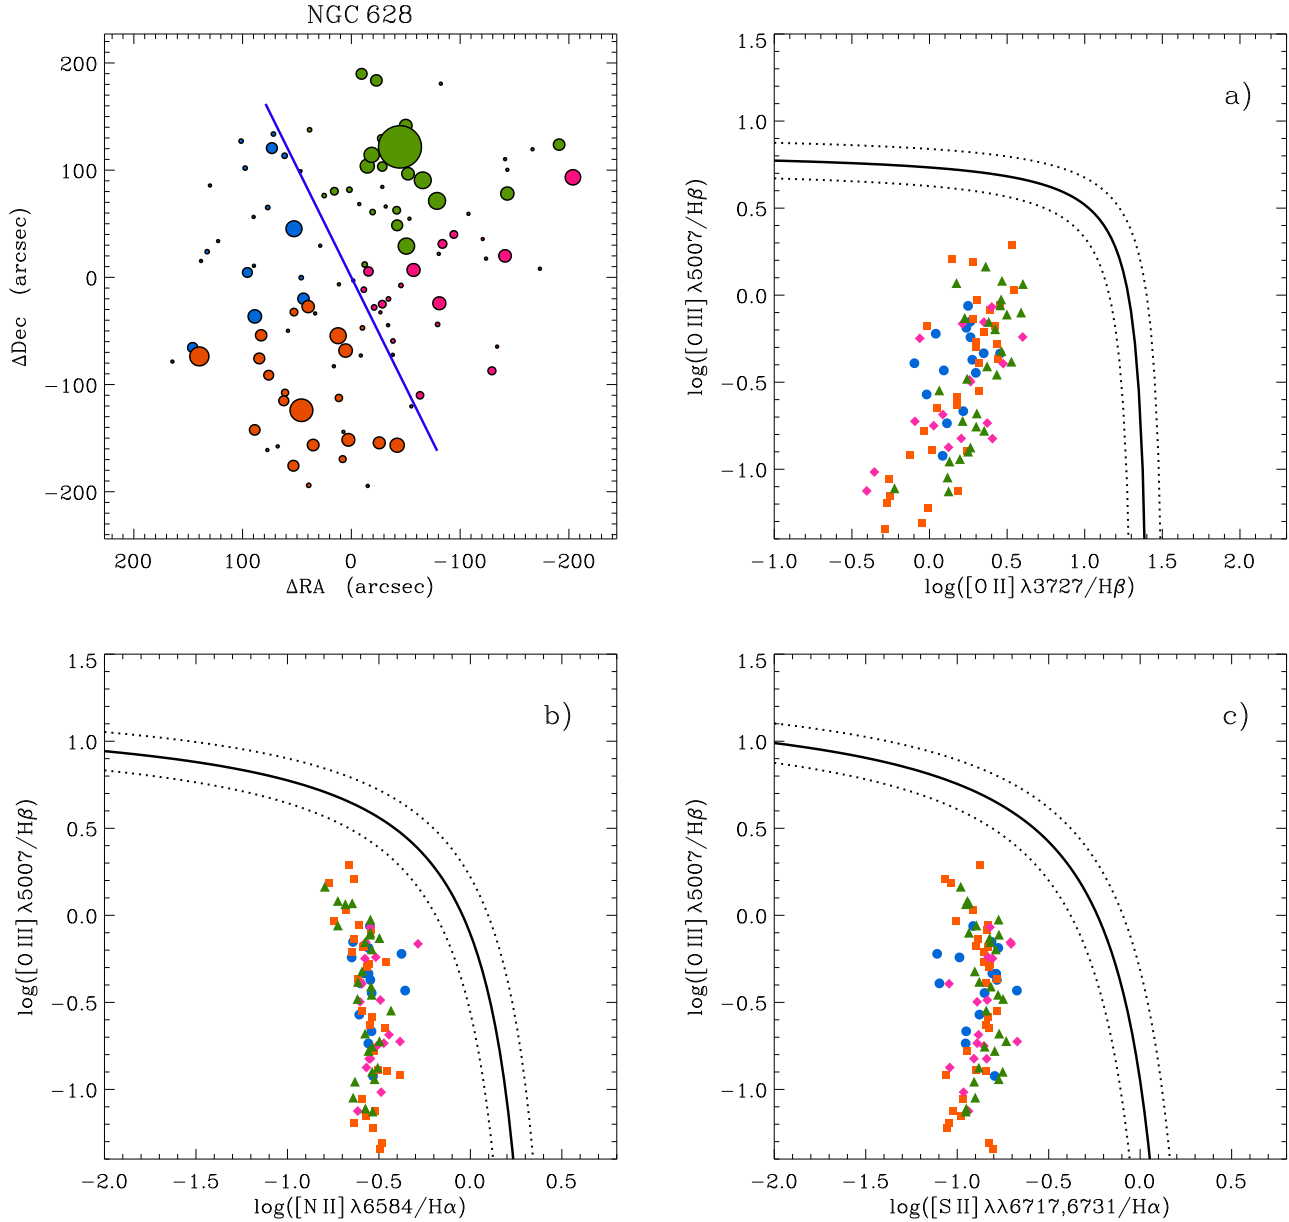 NGC 628
200
100
0
−100
−200
ΔDec (arcsec)
200 100 0 −100 −200
ΔRA (arcsec)
a)
1.5
1.0
0.5
0.0
−0.5
−1.0
log([O III] λ5007/Hβ)
−1.0 −0.5 0.0 0.5 1.0 1.5 2.0
log([O II] λ3727/Hβ)
b)
1.5
1.0
0.5
0.0
−0.5
−1.0
log([O III] λ5007/Hβ)
−2.0 −1.5 −1.0 −0.5 0.0 0.5
log([N II] λ6584/Hα)
c)
1.5
1.0
0.5
0.0
−0.5
−1.0
log([O III] λ5007/Hβ)
−2.0 −1.5 −1.0 −0.5 0.0 0.5
log([S II] λλ6717,6731/Hα)